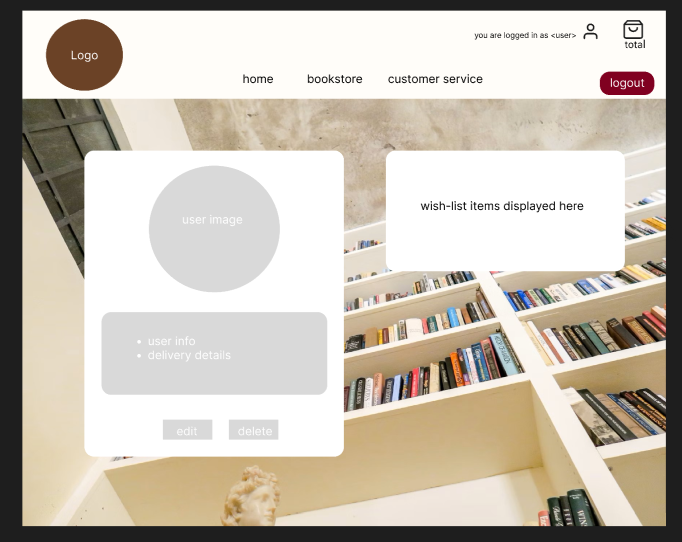 Logo
you are logged in as <user>
total
home bookstore customer service
logout
user image
wish-list items displayed here
• user info
• delivery details
edit delete